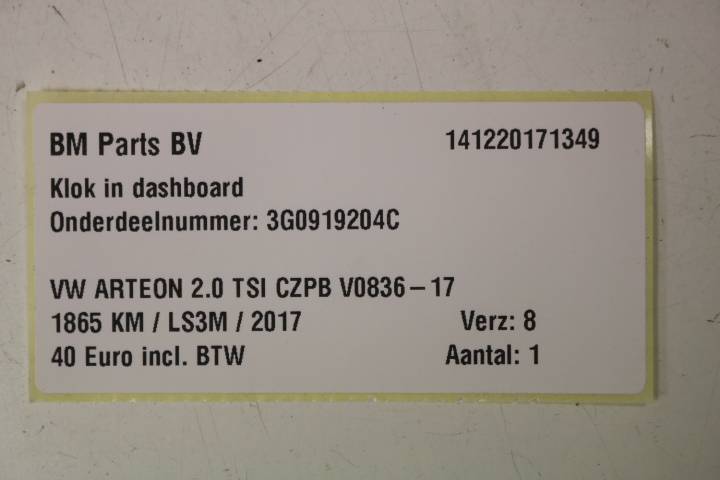 BM Parts BV 141220171349
Klok in dashboard
Onderdeelnummer: 3G0919204C
VW ARTEON 2.0 TSI CZPB V0836-17
1865 KM / LS3M / 2017 Verz: 8
40 Euro incl. BTW Aantal: 1